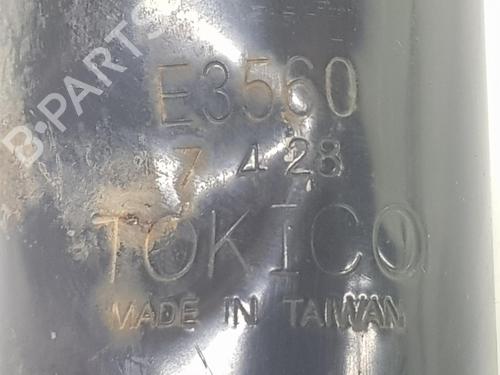 B-PARTS
E3560
7 4 28
TOKICO
MADE IN TAIWAN